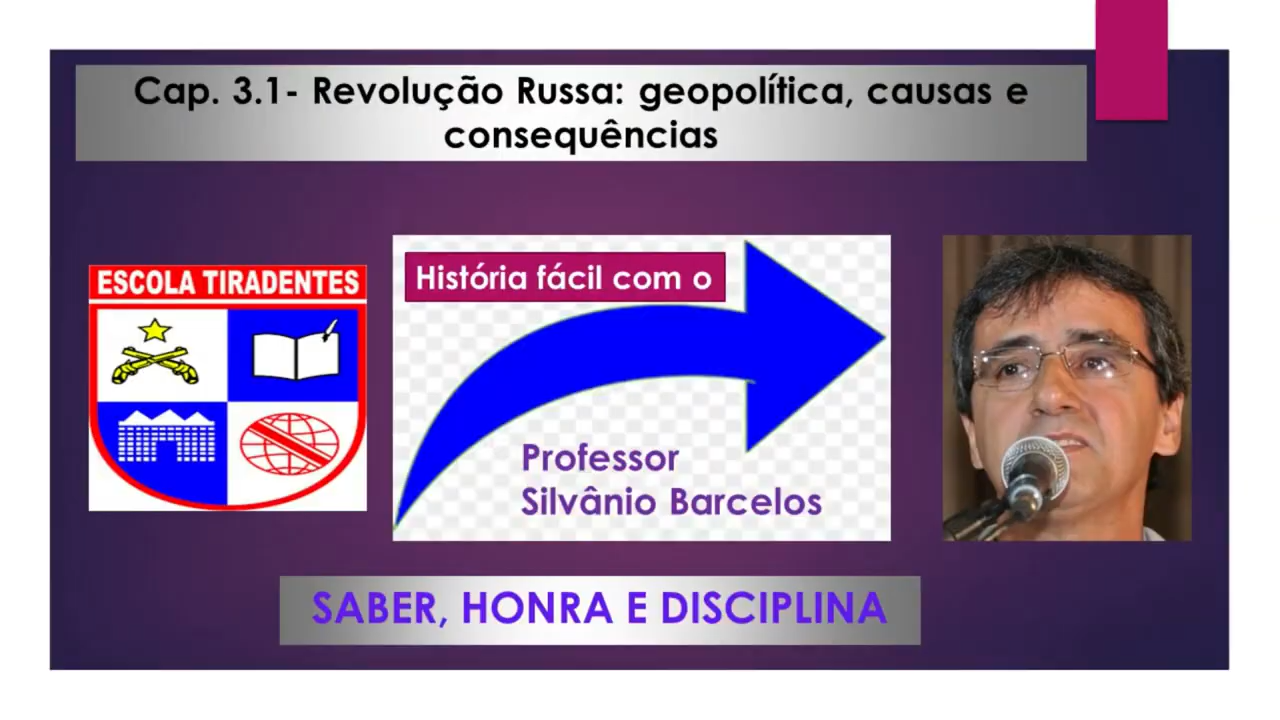 Cap. 3.1- Revolução Russa: geopolítica, causas e
consequências
ESCOLA TIRADENTES
História fácil com o
Professor
Silvânio Barcelos
SABER, HONRA E DISCIPLINA